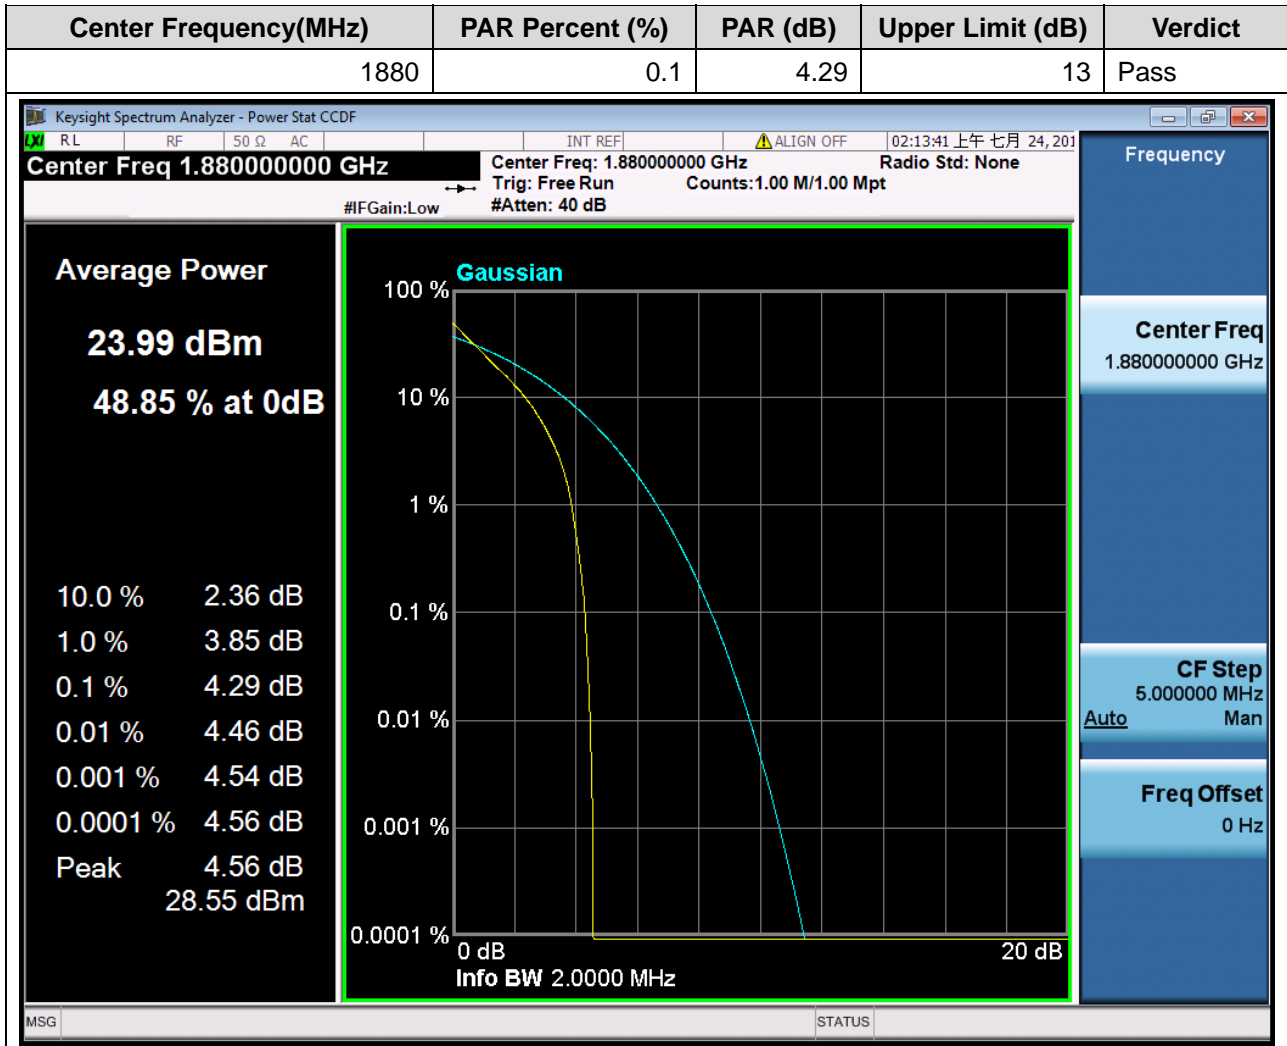 Center Frequency(MHz) PAR Percent (%) PAR (dB) Upper Limit (dB) Verdict
1880 0.1 4.29 13 Pass
Keysight Spectrum Analyzer - Power Stat CCDF
LXI RL RF 50 Ω AC INT REF ALIGN OFF 02:13:41 上午 七月 24, 201
Center Freq 1.880000000 GHz
#IFGain:Low
Center Freq: 1.880000000 GHz Radio Std: None
Trig: Free Run Counts:1.00 M/1.00 Mpt
#Atten: 40 dB
Average Power
23.99 dBm
48.85 % at 0dB
10.0 % 2.36 dB
1.0 % 3.85 dB
0.1 % 4.29 dB
0.01 % 4.46 dB
0.001 % 4.54 dB
0.0001 % 4.56 dB
Peak 4.56 dB
28.55 dBm
Gaussian
100 %
10 %
1 %
0.1 %
0.01 %
0.001 %
0.0001 %
0 dB 20 dB
Info BW 2.0000 MHz
Frequency
Center Freq
1.880000000 GHz
CF Step
5.000000 MHz
Auto Man
Freq Offset
0 Hz
MSG STATUS